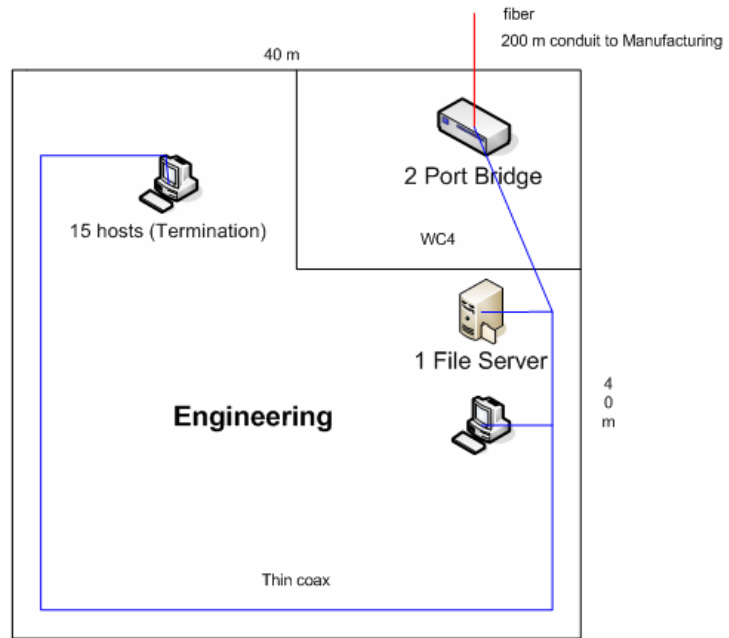 fiber
200 m conduit to Manufacturing
40 m
2 Port Bridge
15 hosts (Termination)
WC4
1 File Server
4
0
m
Engineering
Thin coax